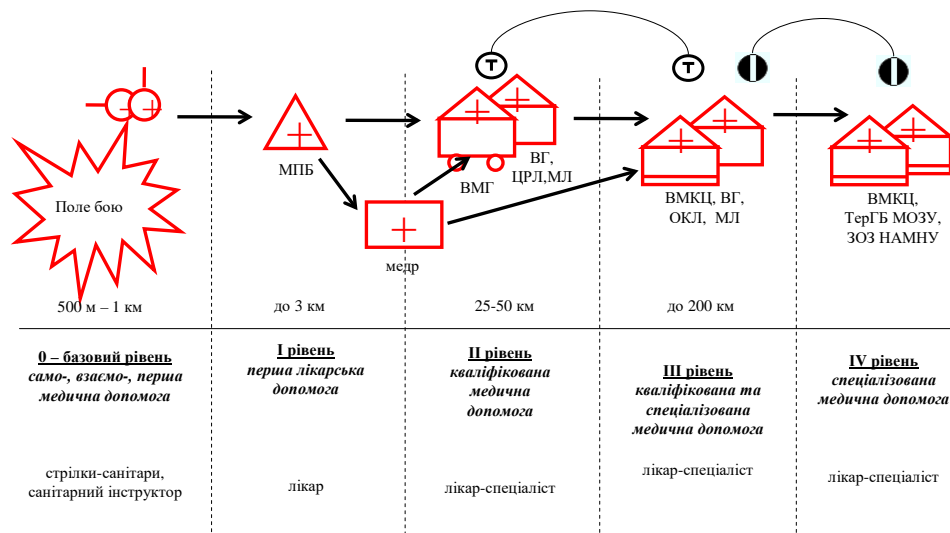 Т
Т
Поле бою
МПБ
медр
ВМГ
ВГ,
ЦРЛ,МЛ
ВМКЦ, ВГ,
ОКЛ,  МЛ
ВМКЦ,
ТерГБ МОЗУ,
ЗОЗ НАМНУ
500 м – 1 км
до 3 км
25-50 км
до 200 км
0 – базовий рівень
само-, взаємо-, перша
медична допомога
стрілки-санітари,
санітарний інструктор
І рівень
перша лікарська
допомога
лікар
ІІ рівень
кваліфікована
медична
допомога
лікар-спеціаліст
ІІІ рівень
кваліфікована та
спеціалізована
медична допомога
лікар-спеціаліст
IV рівень
спеціалізована
медична допомога
лікар-спеціаліст